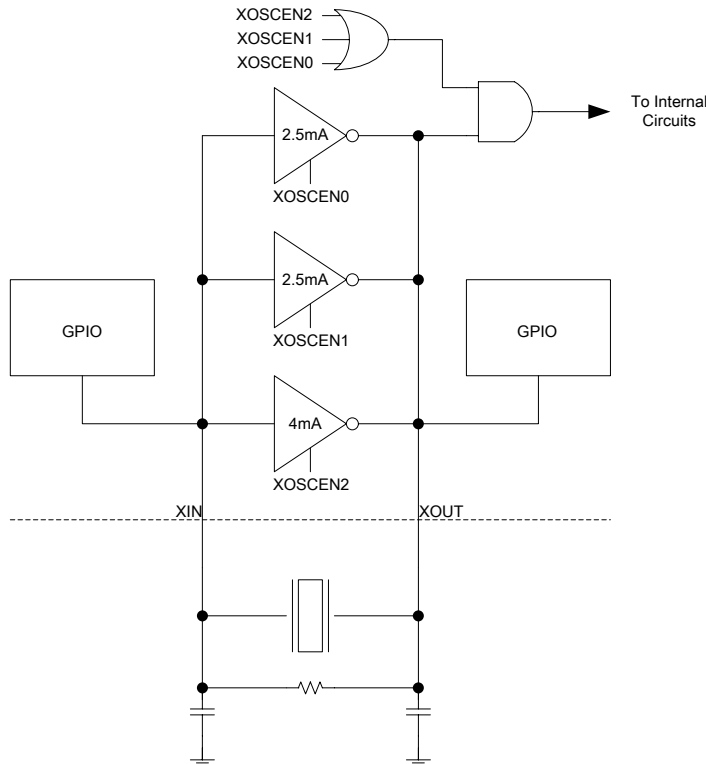 XOSCEN2
XOSCEN1
XOSCEN0
To Internal
Circuits
2.5mA
XOSCEN0
2.5mA
XOSCEN1
GPIO
GPIO
4mA
XOSCEN2
XIN
XOUT